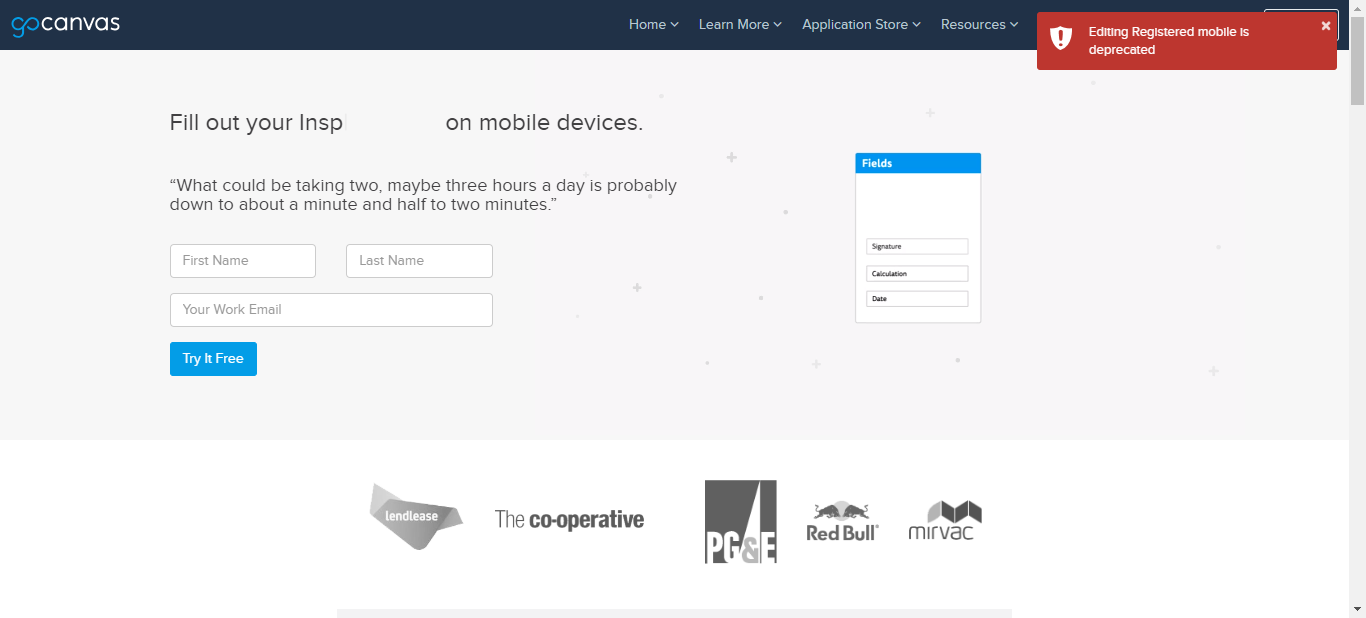 gocanvas
Home Learn More Application Store Resources
Editing Registered mobile is
deprecated
Fill out your Insp on mobile devices.
“What could be taking two, maybe three hours a day is probably
down to about a minute and half to two minutes.”
First Name Last Name
Your Work Email
Try It Free
Fields
Signature
Calculation
Date
lendlease
The co-operative
PG&E
Red Bull
mirvac